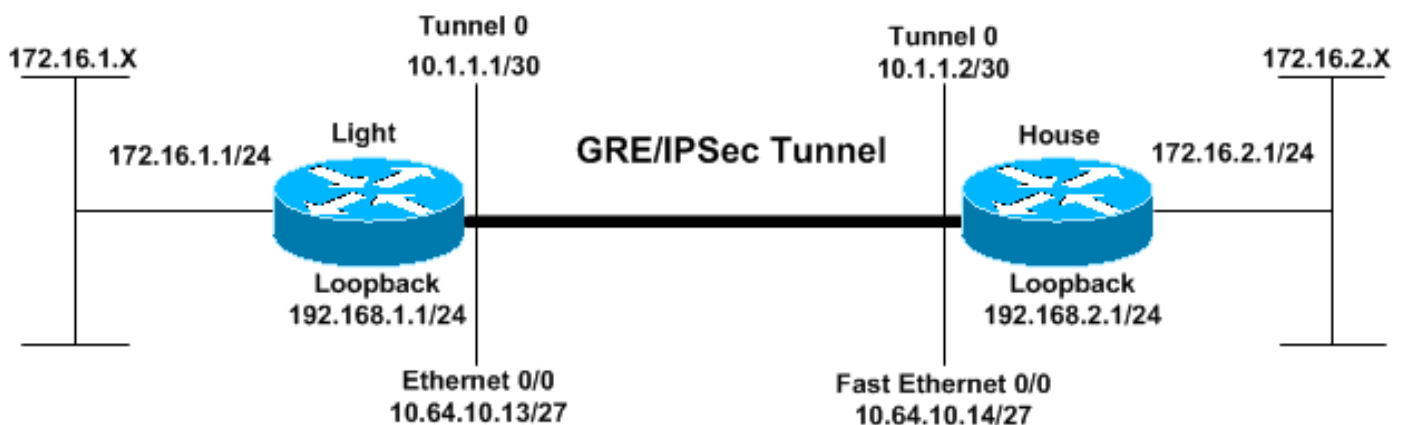 Tunnel 0
10.1.1.1/30
Tunnel 0
10.1.1.2/30
172.16.1.X
172.16.2.X
Light
House
GRE/IPSec Tunnel
172.16.1.1/24
172.16.2.1/24
Loopback
192.168.1.1/24
Loopback
192.168.2.1/24
Ethernet 0/0
10.64.10.13/27
Fast Ethernet 0/0
10.64.10.14/27